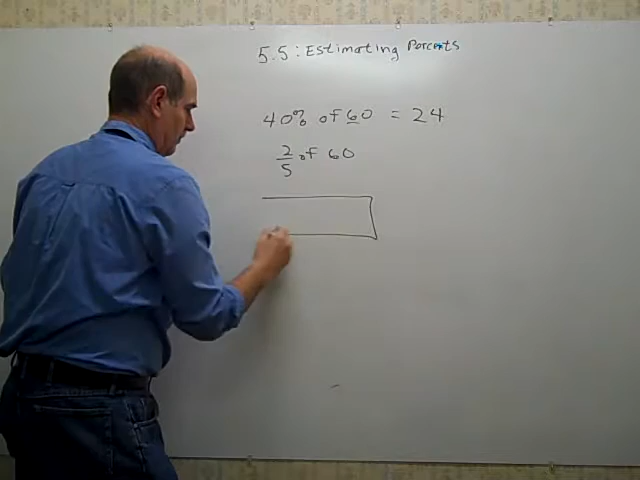 5.5: Estimating Percents
40% of 60 = 24
2/5 of 60